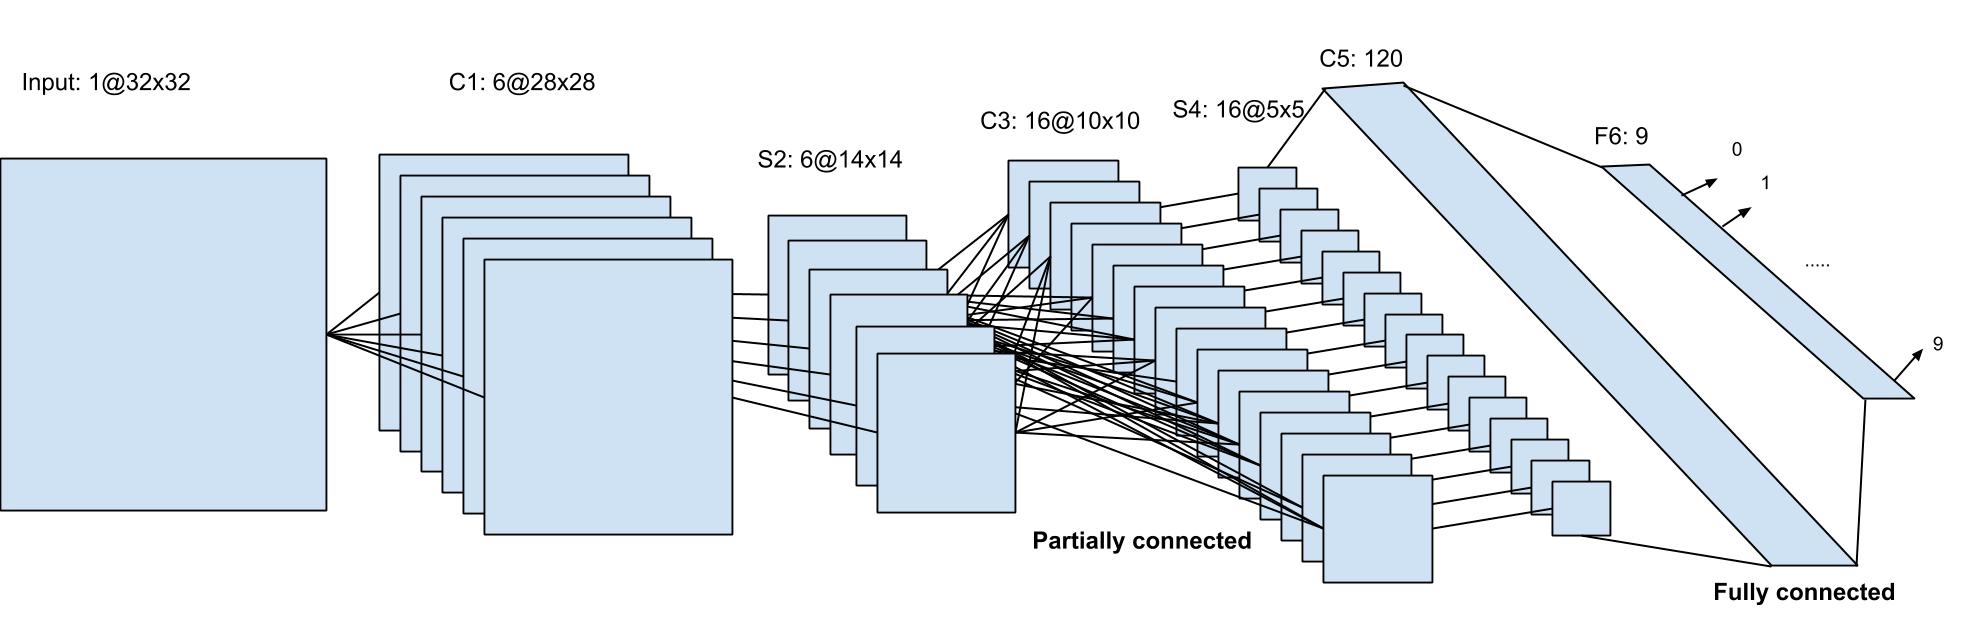 Input: 1@32x32
C1: 6@28x28
S2: 6@14x14
C3: 16@10x10
S4: 16@5x5
C5: 120
F6: 9
0
1
.....
9
Partially connected
Fully connected